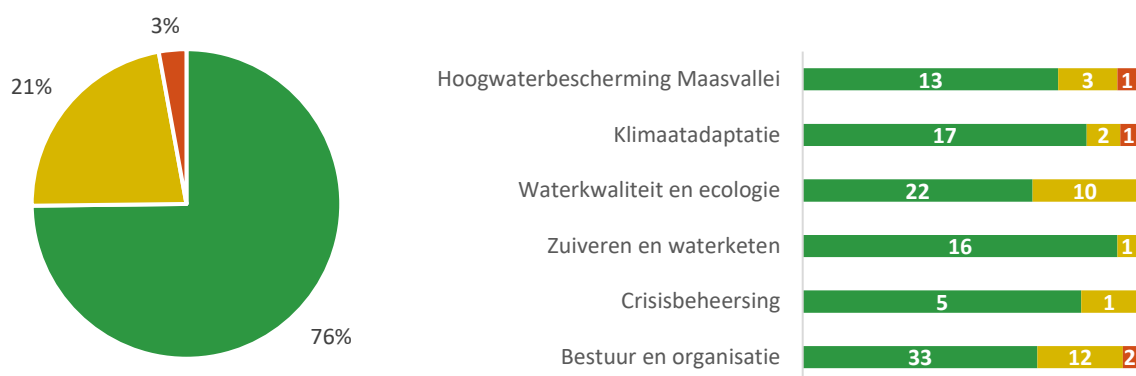 3%
21%
76%
Hoogwaterbescherming Maasvallei 13 3 1
Klimaatadaptatie 17 2 1
Waterkwaliteit en ecologie 22 10
Zuiveren en waterketen 16 1
Crisisbeheersing 5 1
Bestuur en organisatie 33 12 2